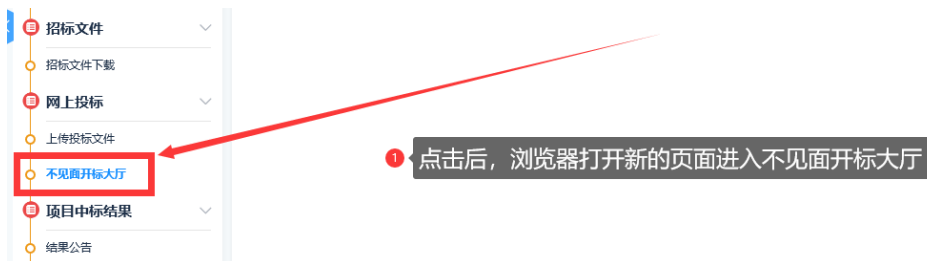 招标文件
招标文件下载
网上投标
上传投标文件
1 点击后，浏览器打开新的页面进入不见面开标大厅
不见面开标大厅
项目中标结果
结果公告